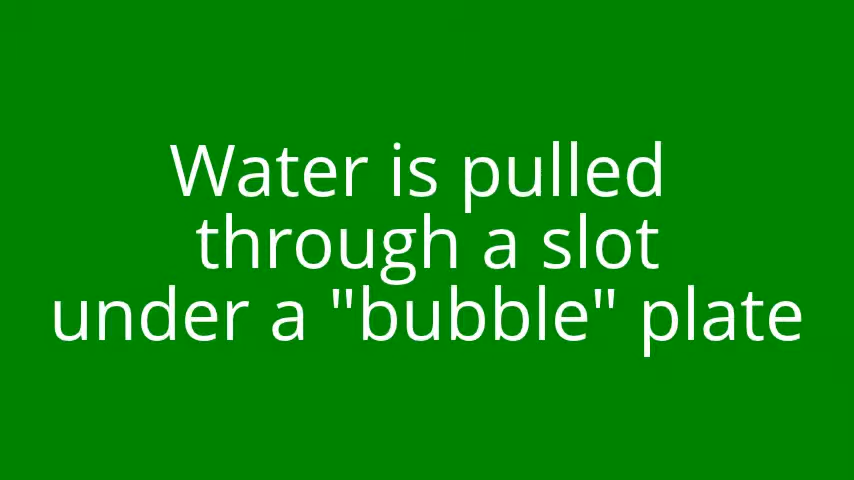 Water is pulled
through a slot
under a "bubble" plate